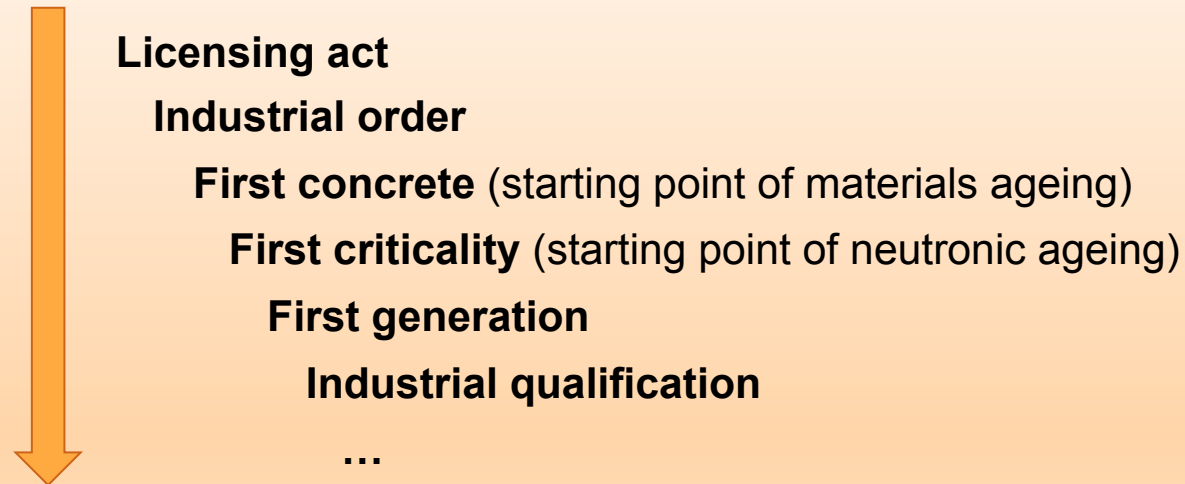 Licensing act
Industrial order
First concrete (starting point of materials ageing)
First criticality (starting point of neutronic ageing)
First generation
Industrial qualification
...